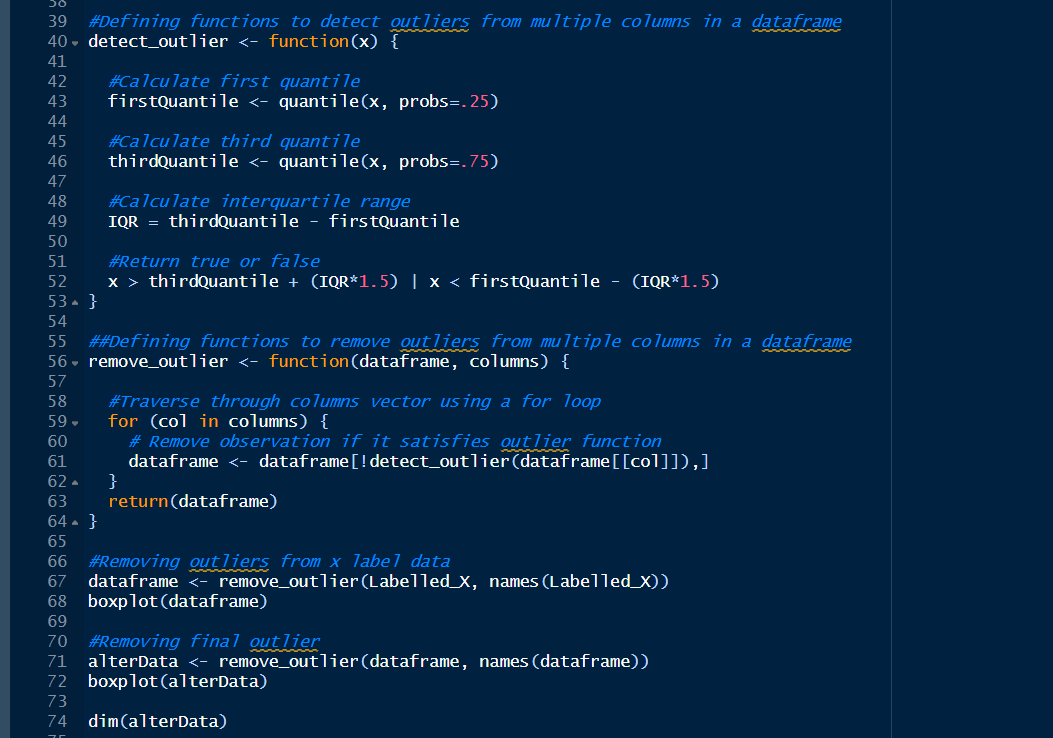 38
39 #Defining functions to detect outliers from multiple columns in a dataframe
40 detect_outlier <- function(x) {
41
42   #Calculate first quantile
43   firstQuantile <- quantile(x, probs=.25)
44
45   #Calculate third quantile
46   thirdQuantile <- quantile(x, probs=.75)
47
48   #Calculate interquartile range
49   IQR = thirdQuantile - firstQuantile
50
51   #Return true or false
52   x > thirdQuantile + (IQR*1.5) | x < firstQuantile - (IQR*1.5)
53 }
54
55 ##Defining functions to remove outliers from multiple columns in a dataframe
56 remove_outlier <- function(dataframe, columns) {
57
58   #Traverse through columns vector using a for loop
59   for (col in columns) {
60     # Remove observation if it satisfies outlier function
61     dataframe <- dataframe[!detect_outlier(dataframe[[col]]),]
62   }
63   return(dataframe)
64 }
65
66 #Removing outliers from x label data
67 dataframe <- remove_outlier(Labelled_X, names(Labelled_X))
68 boxplot(dataframe)
69
70 #Removing final outlier
71 alterData <- remove_outlier(dataframe, names(dataframe))
72 boxplot(alterData)
73
74 dim(alterData)
75